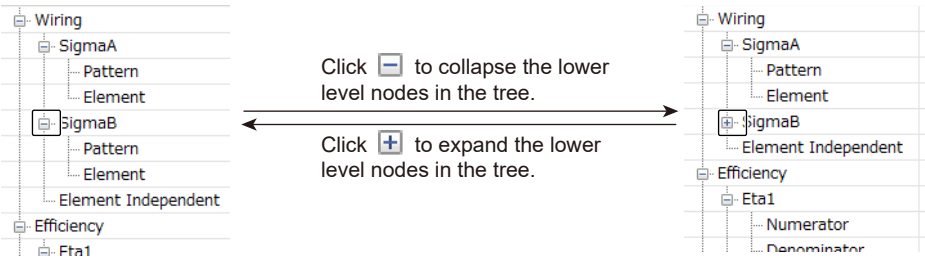 Wiring
SigmaA
Pattern
Element
SigmaB
Pattern
Element
Element Independent
Efficiency
Eta1
Click to collapse the lower
level nodes in the tree.
Click to expand the lower
level nodes in the tree.
Wiring
SigmaA
Pattern
Element
SigmaB
Element Independent
Efficiency
Eta1
Numerator
Denominator